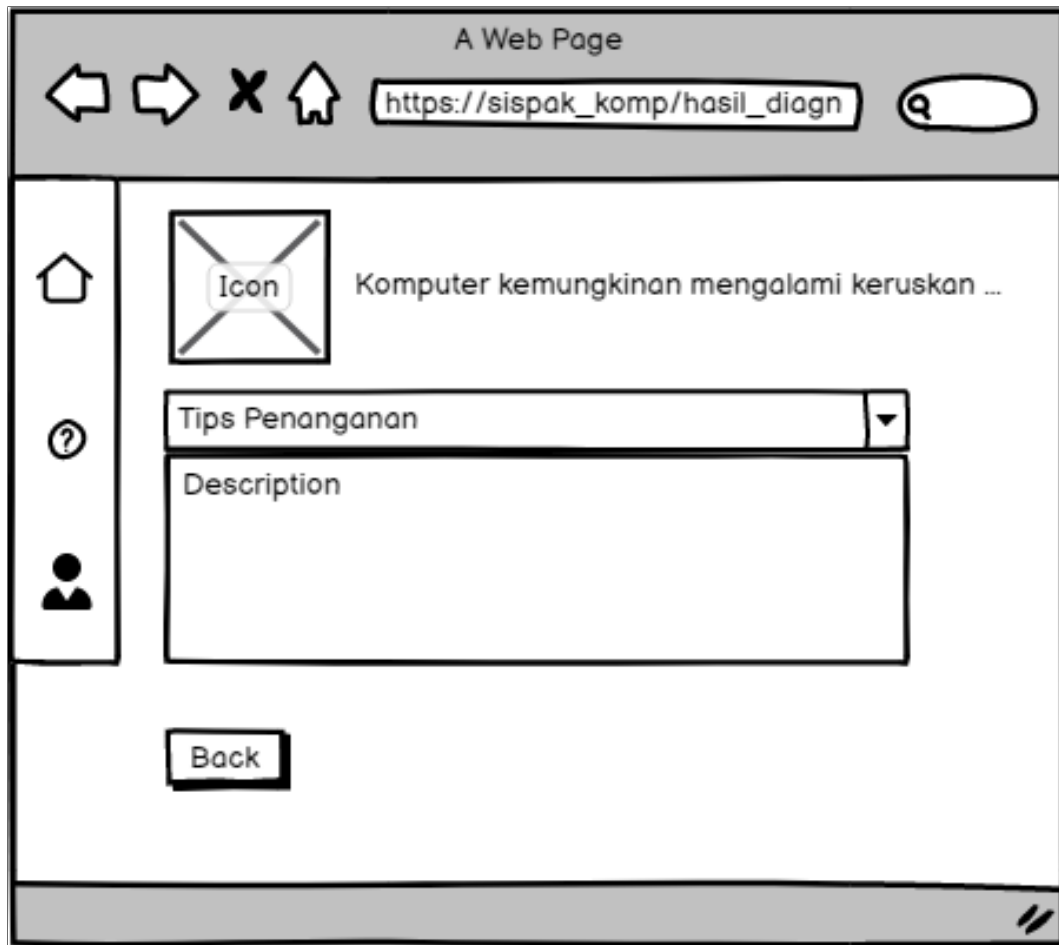 A Web Page
https://sispak_komp/hasil_diagn
Icon
Komputer kemungkinan mengalami keruskan ...
Tips Penanganan
Description
Back